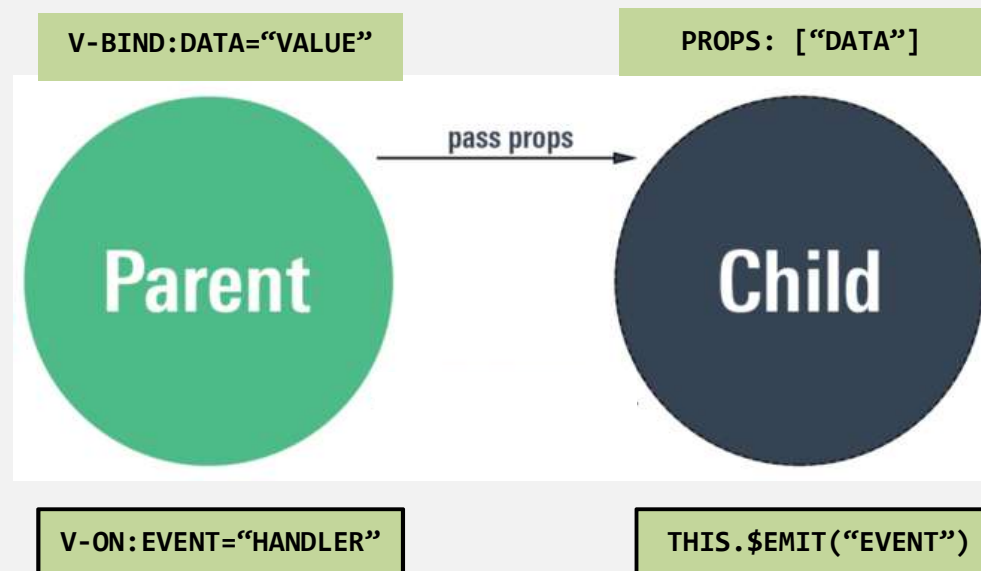 V-BIND:DATA=“VALUE”
PROPS: [“DATA”]
pass props
Parent
Child
V-ON:EVENT=“HANDLER”
THIS.$EMIT(“EVENT”)